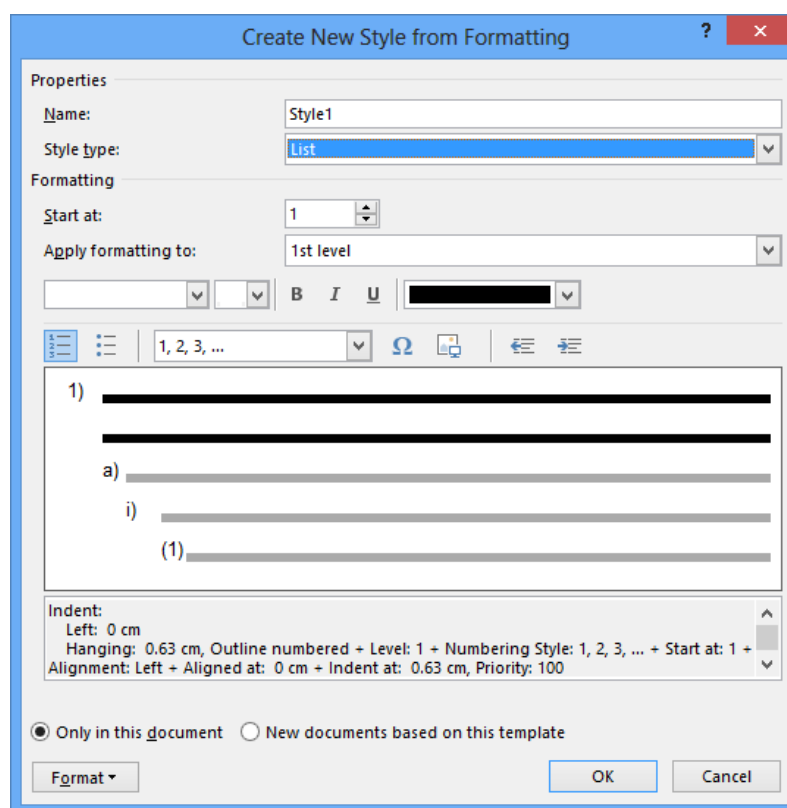 Create New Style from Formatting ?
Properties
Name: Style1
Style type: List
Formatting
Start at: 1
Apply formatting to: 1st level
B I U
1, 2, 3, ... Ω
1)
a)
i)
(1)
Indent:
Left: 0 cm
Hanging: 0.63 cm, Outline numbered + Level: 1 + Numbering Style: 1, 2, 3, ... + Start at: 1 +
Alignment: Left + Aligned at: 0 cm + Indent at: 0.63 cm, Priority: 100
Only in this document New documents based on this template
Format OK Cancel